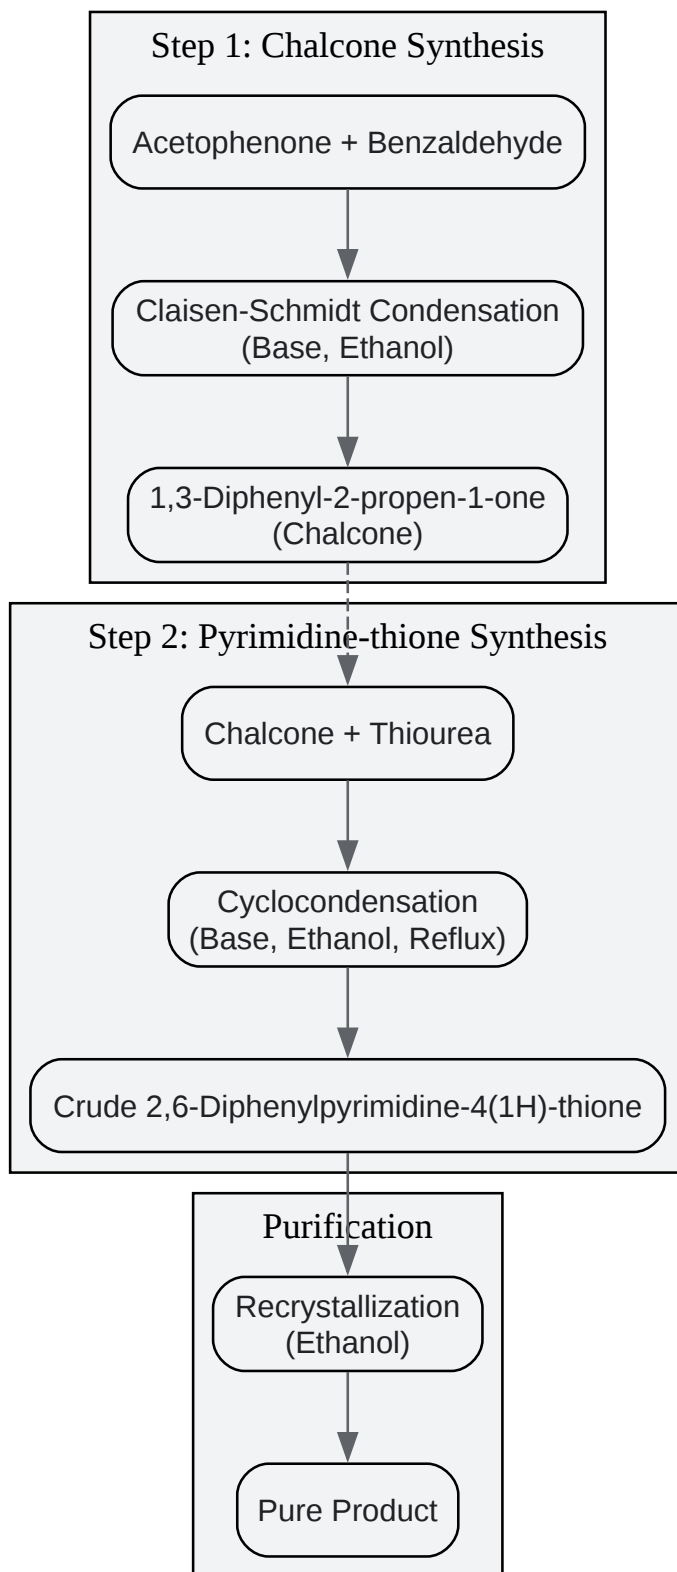 Step 1: Chalcone Synthesis
Acetophenone + Benzaldehyde
Claisen-Schmidt Condensation
(Base, Ethanol)
1,3-Diphenyl-2-propen-1-one
(Chalcone)
Step 2: Pyrimidine-thione Synthesis
Chalcone + Thiourea
Cyclocondensation
(Base, Ethanol, Reflux)
Crude 2,6-Diphenylpyrimidine-4(1H)-thione
Purification
Recrystallization
(Ethanol)
Pure Product